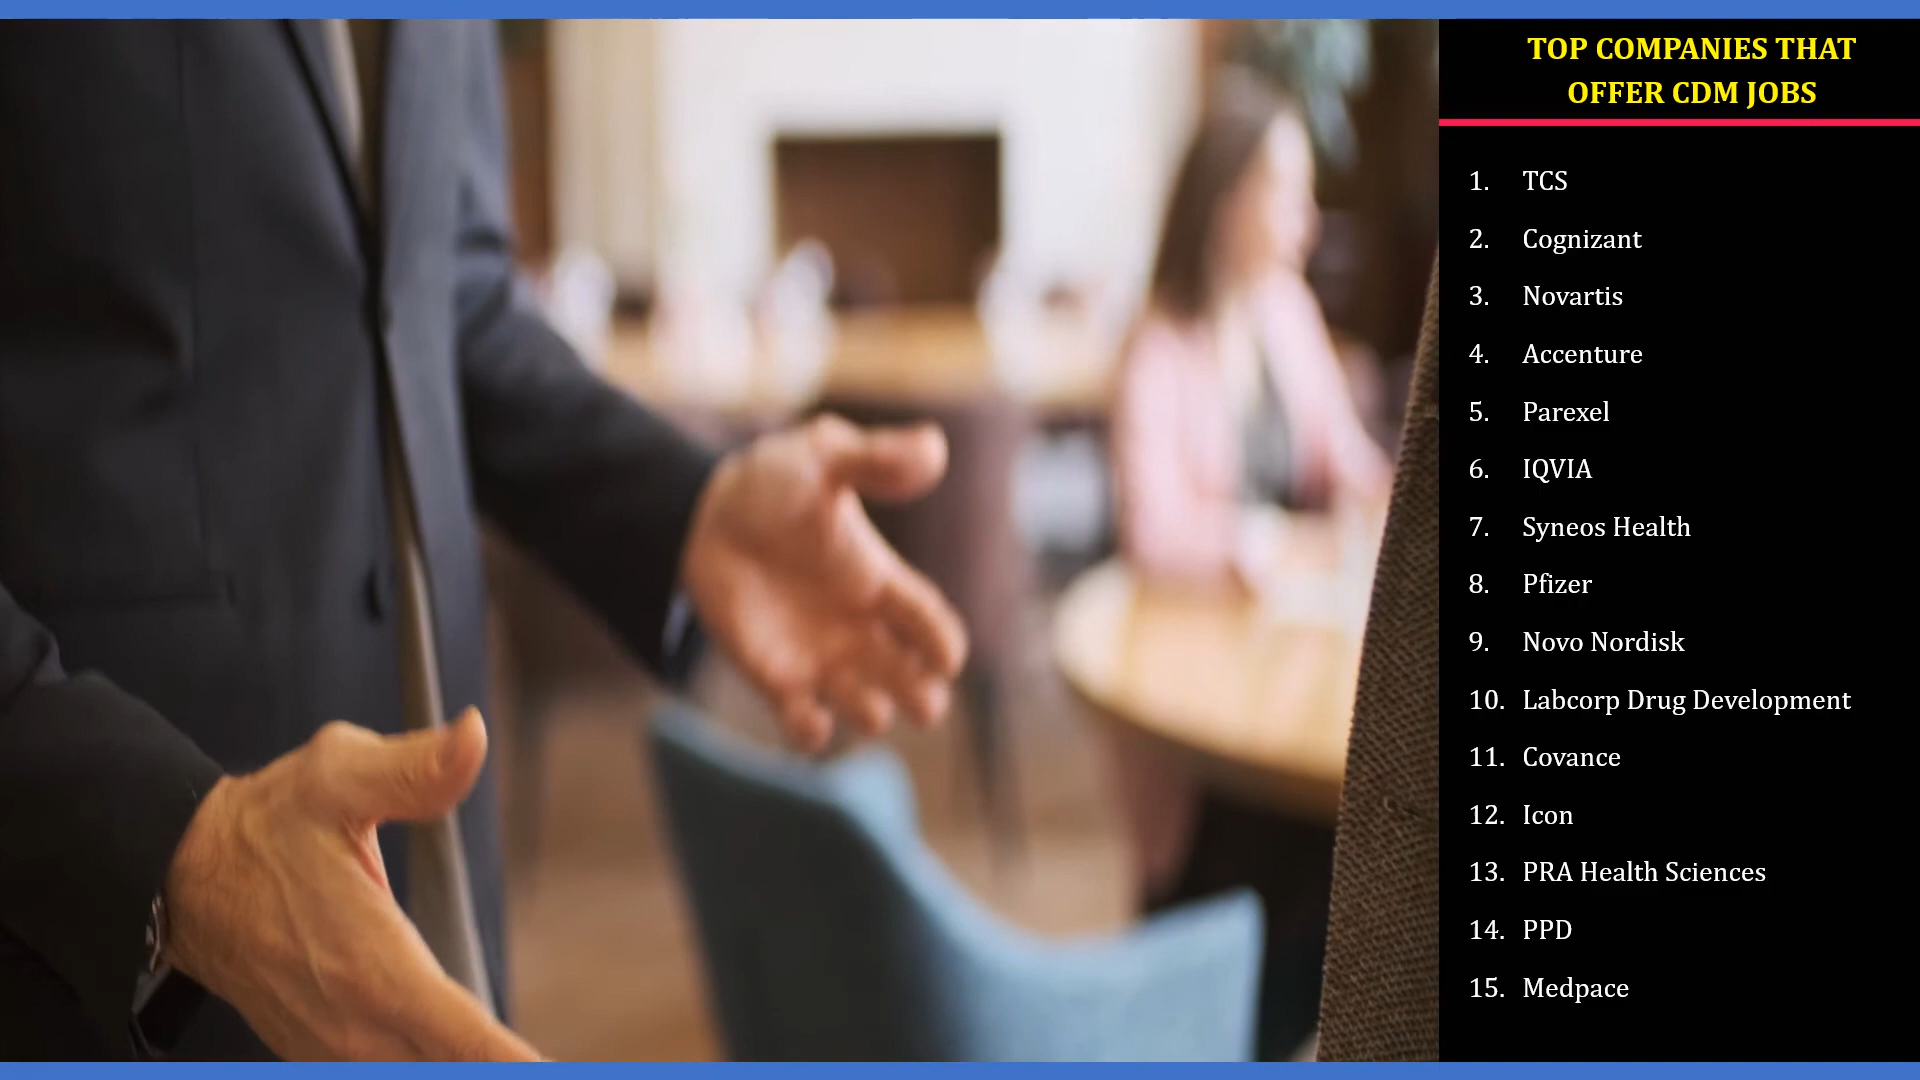 TOP COMPANIES THAT
OFFER CDM JOBS
1. TCS
2. Cognizant
3. Novartis
4. Accenture
5. Parexel
6. IQVIA
7. Syneos Health
8. Pfizer
9. Novo Nordisk
10. Labcorp Drug Development
11. Covance
12. Icon
13. PRA Health Sciences
14. PPD
15. Medpace